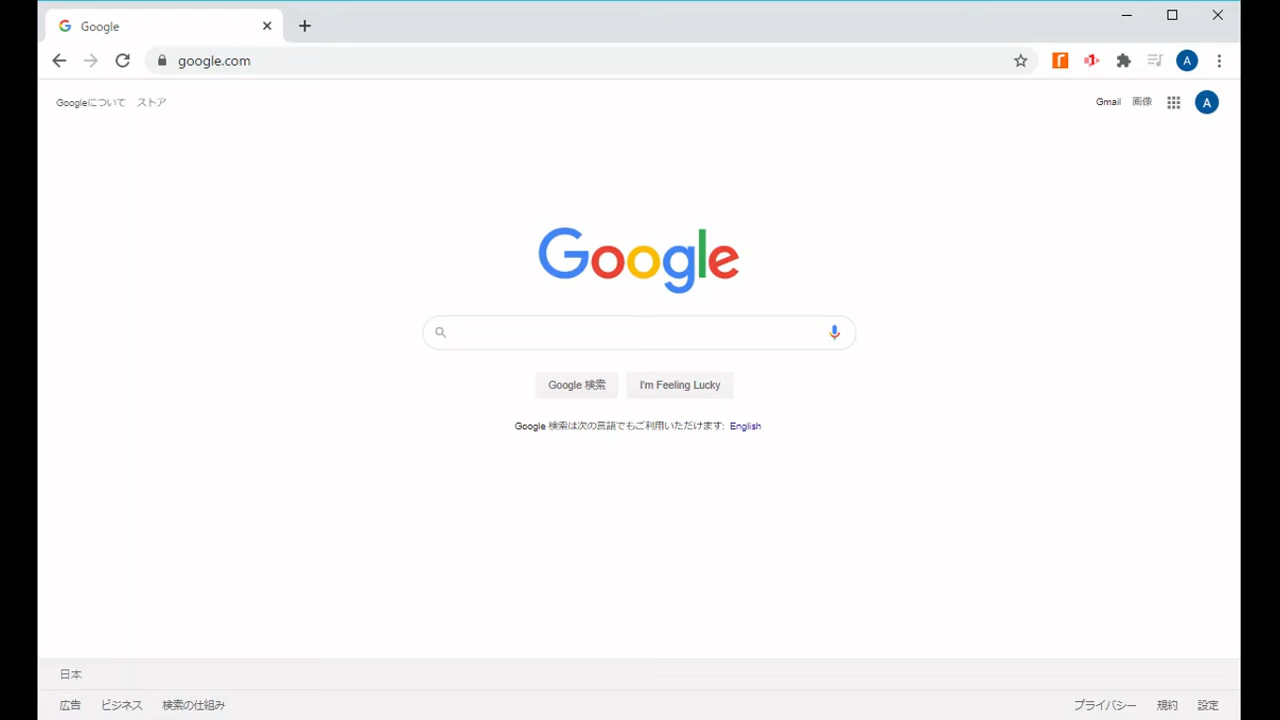 Google
google.com
A
Googleについて ストア
Gmail 画像
A
Google
Google 検索 I'm Feeling Lucky
Google 検索は次の言語でもご利用いただけます: English
日本
広告 ビジネス 検索の仕組み
プライバシー 規約 設定